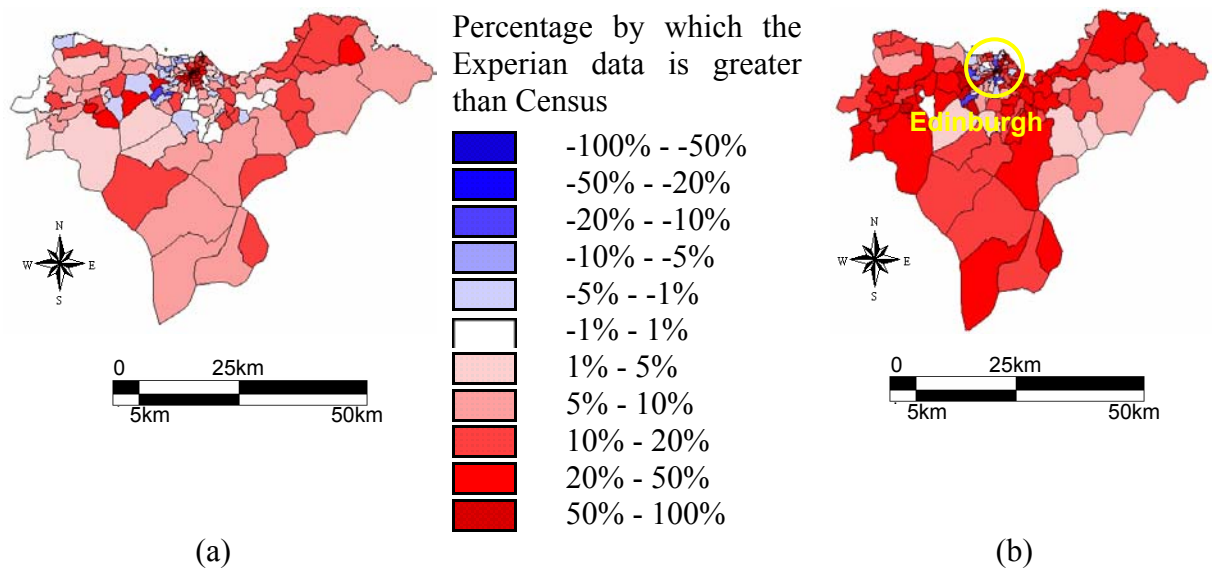 Percentage by which the
Experian data is greater
than Census
-100% - -50%
-50% - -20%
-20% - -10%
-10% - -5%
-5% - -1%
-1% - 1%
1% - 5%
5% - 10%
10% - 20%
20% - 50%
50% - 100%
N
W E
S
0 25km
5km 50km
(a)
Edinburgh
N
W E
S
0 25km
5km 50km
(b)